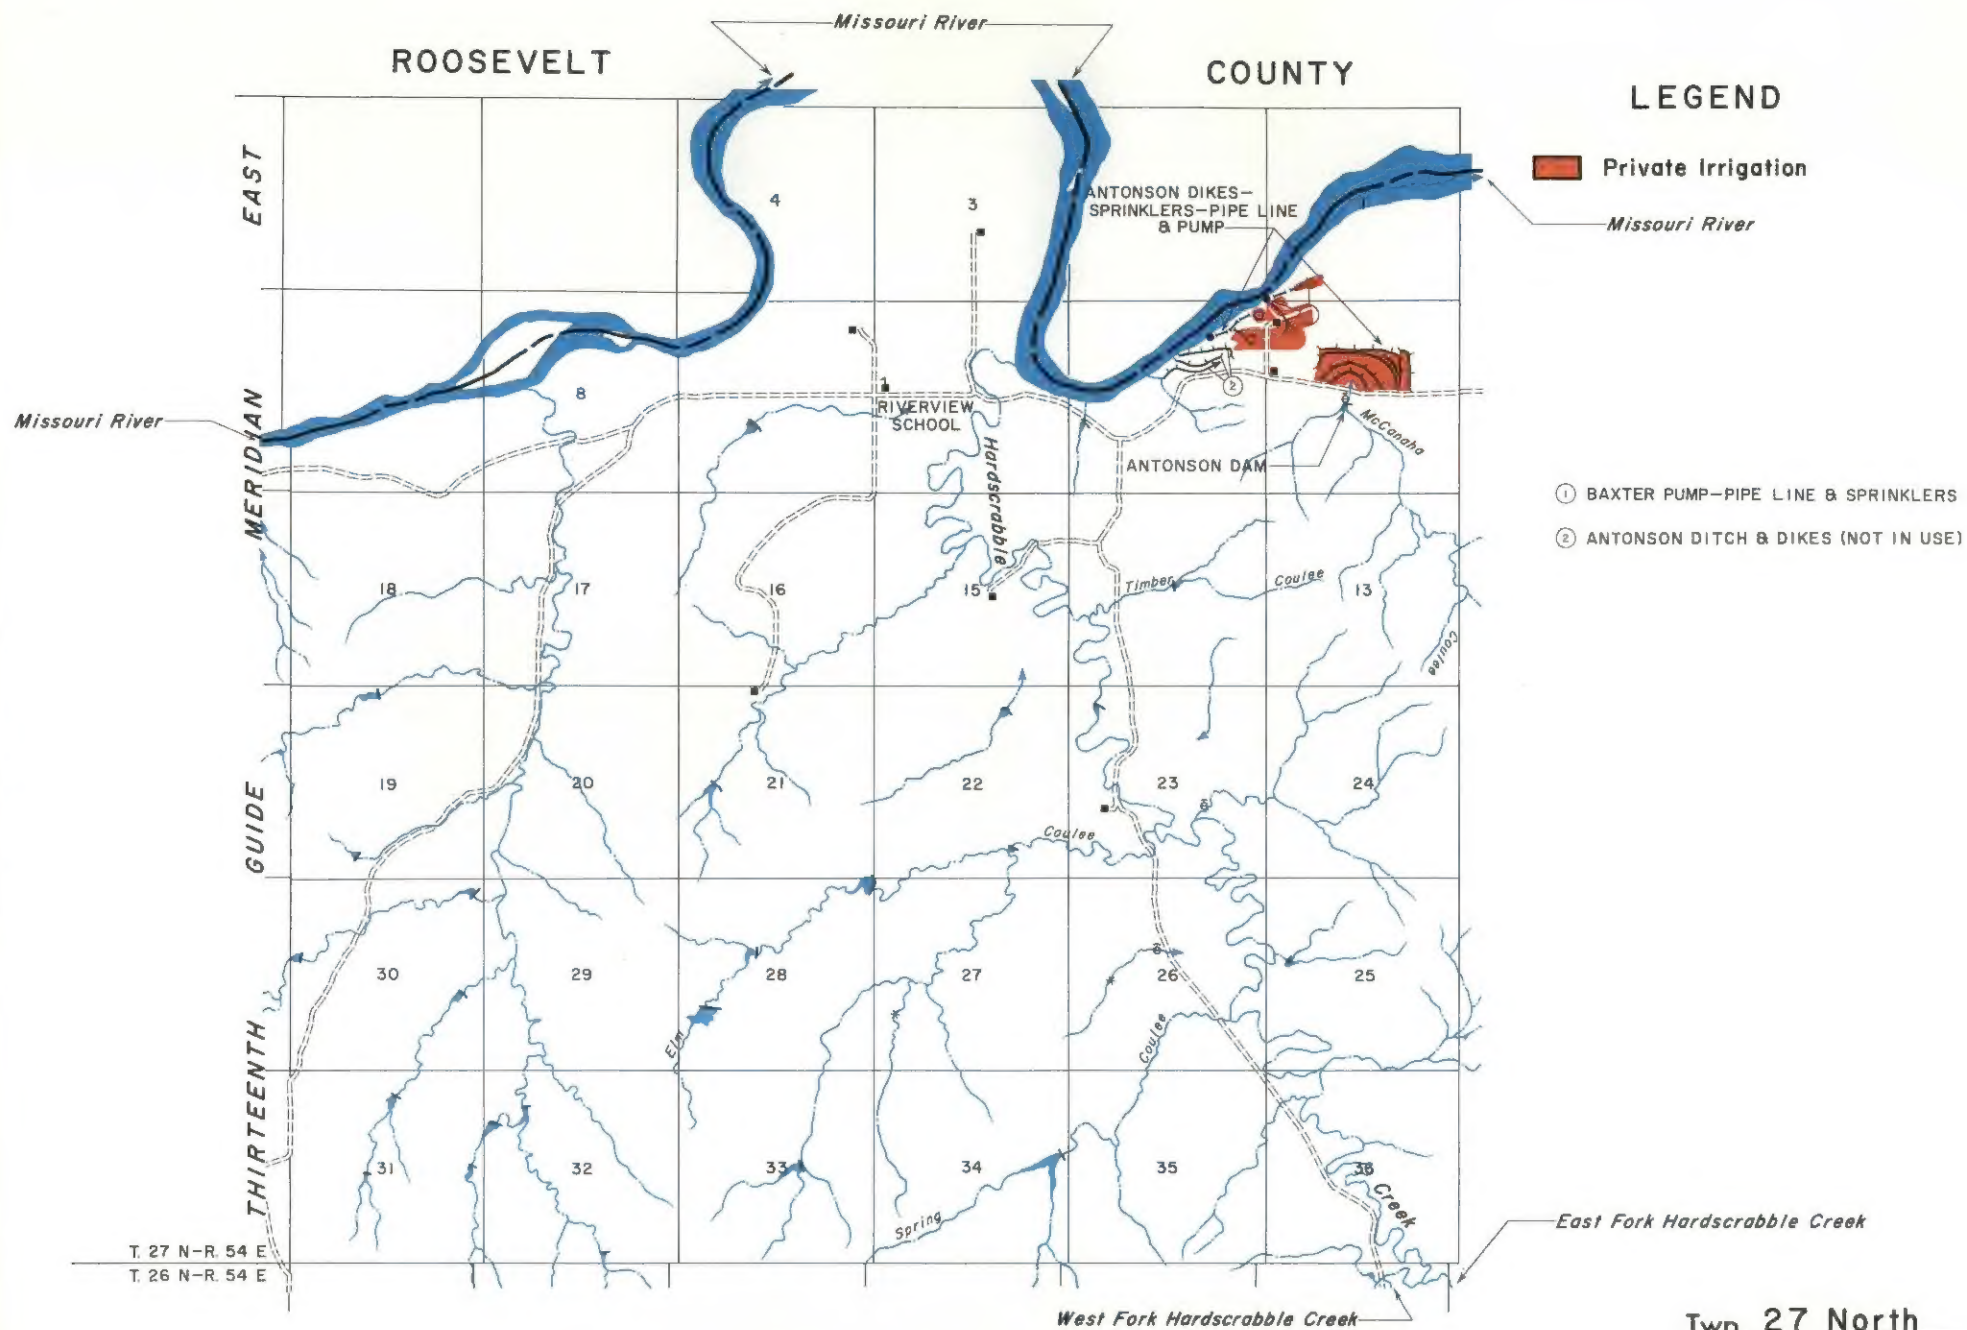 Missouri River
ROOSEVELT
COUNTY
LEGEND
Private Irrigation
EAST
4
3
1
ANTONSON DIKES-
SPRINKLERS-PIPE LINE
& PUMP
Missouri River
8
2
Missouri River
RIVERVIEW
SCHOOL
McCanaha
ANTONSON DAM
MERIDIAN
Hardscrabble
1 BAXTER PUMP-PIPE LINE & SPRINKLERS
2 ANTONSON DITCH & DIKES (NOT IN USE)
18
17
16
15
Timber
Coulee
13
Coulee
GUIDE
19
20
21
22
23
24
Coulee
30
29
28
27
26
25
Elm
Coulee
THIRTEENTH
31
32
33
34
35
36
Creek
Spring
East Fork Hardscrabble Creek
T. 27 N-R. 54 E
T. 26 N-R. 54 E
West Fork Hardscrabble Creek
Twp. 27 North